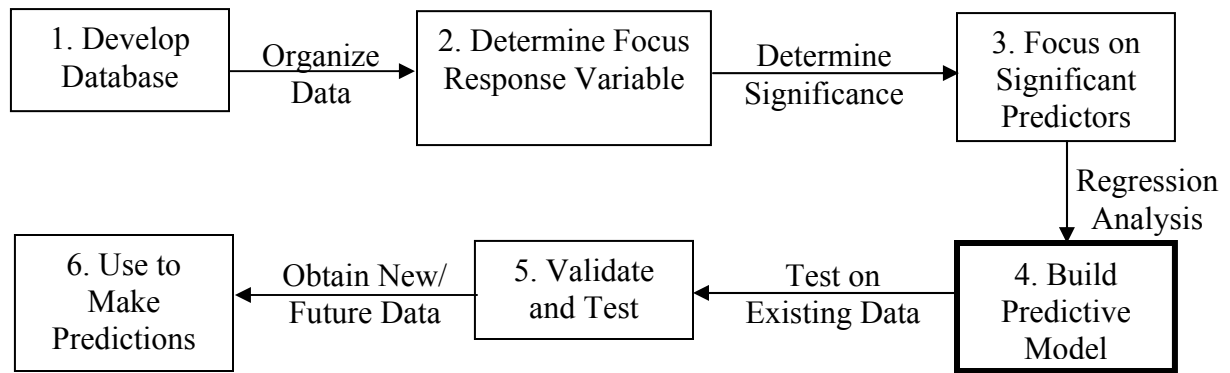 1. Develop
Database
Organize
Data
2. Determine Focus
Response Variable
Determine
Significance
3. Focus on
Significant
Predictors
Regression
Analysis
4. Build
Predictive
Model
Test on
Existing Data
5. Validate
and Test
Obtain New/
Future Data
6. Use to
Make
Predictions